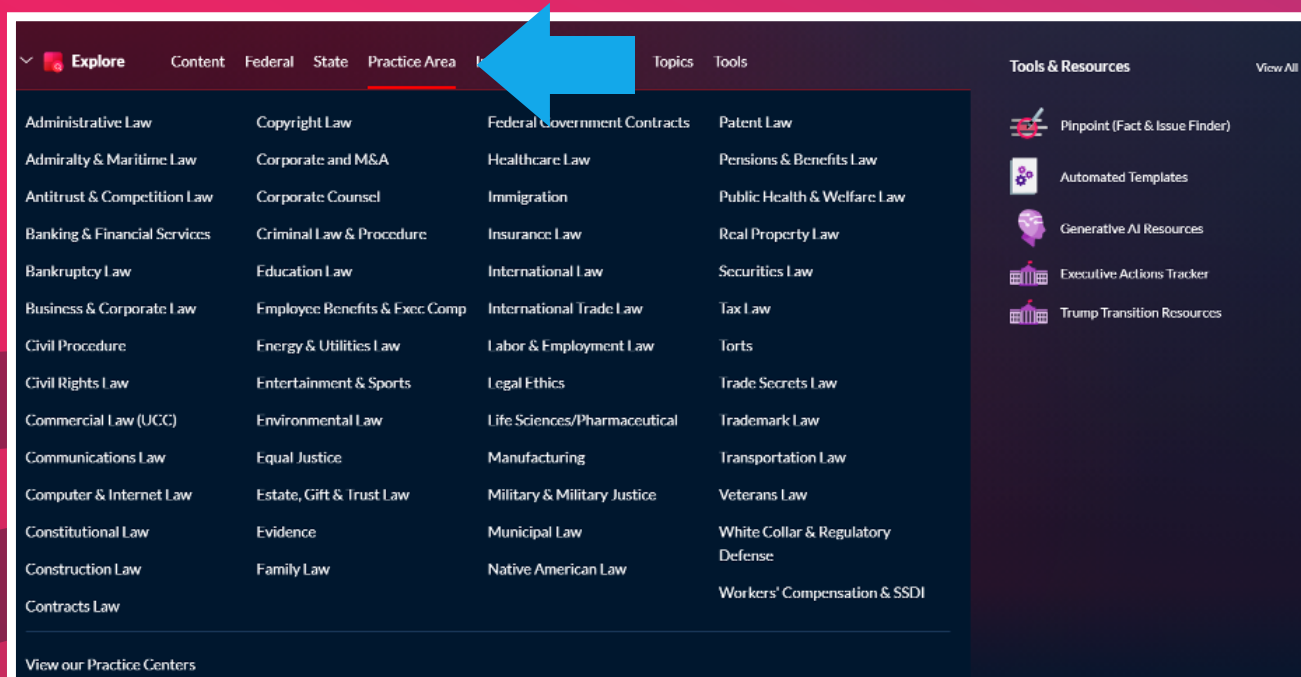 Explore Content Federal State Practice Area Topics Tools
Administrative Law
Admiralty & Maritime Law
Antitrust & Competition Law
Banking & Financial Services
Bankruptcy Law
Business & Corporate Law
Civil Procedure
Civil Rights Law
Commercial Law (UCC)
Communications Law
Computer & Internet Law
Constitutional Law
Construction Law
Contracts Law
Copyright Law
Corporate and M&A
Corporate Counsel
Criminal Law & Procedure
Education Law
Employee Benefits & Exec Comp
Energy & Utilities Law
Entertainment & Sports
Environmental Law
Equal Justice
Estate, Gift & Trust Law
Evidence
Family Law
Federal Government Contracts
Healthcare Law
Immigration
Insurance Law
International Law
International Trade Law
Labor & Employment Law
Legal Ethics
Life Sciences/Pharmaceutical
Manufacturing
Military & Military Justice
Municipal Law
Native American Law
Patent Law
Pensions & Benefits Law
Public Health & Welfare Law
Real Property Law
Securities Law
Tax Law
Torts
Trade Secrets Law
Trademark Law
Transportation Law
Veterans Law
White Collar & Regulatory
Defense
Workers' Compensation & SSDI
View our Practice Centers
Tools & Resources View All
Pinpoint (Fact & Issue Finder)
Automated Templates
Generative AI Resources
Executive Actions Tracker
Trump Transition Resources